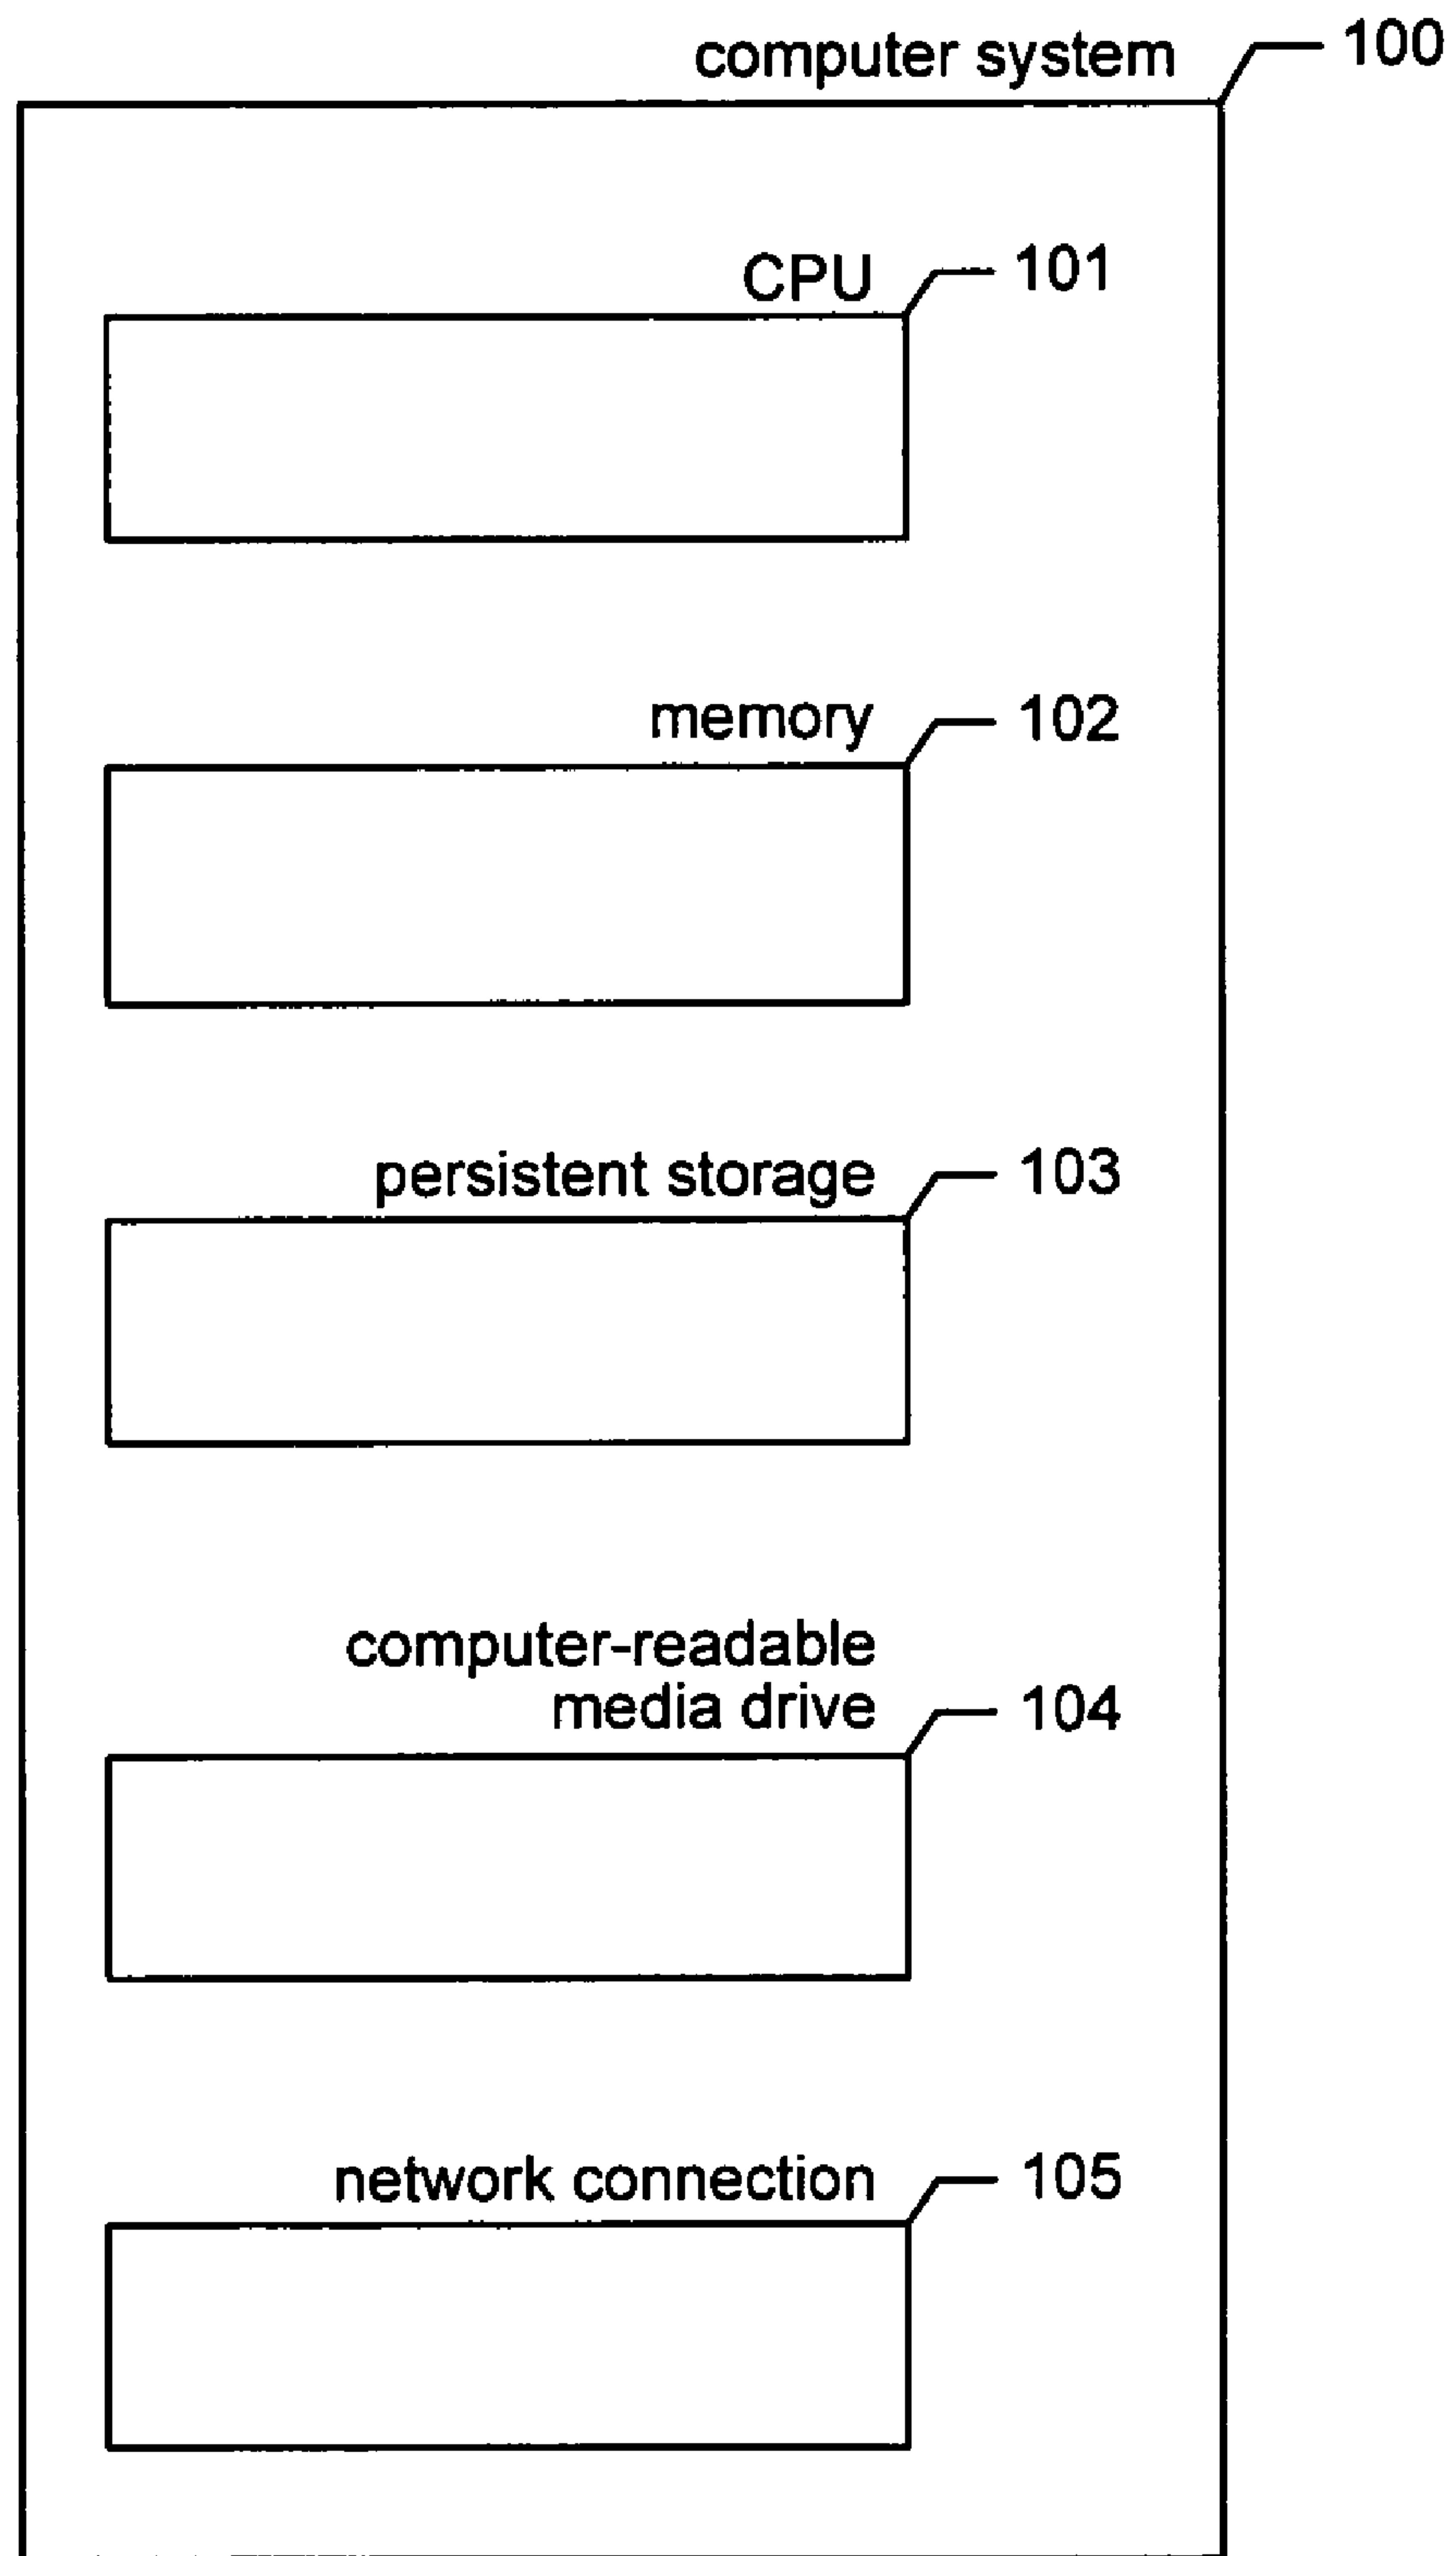 computer system 100
CPU 101
memory 102
persistent storage 103
computer-readable
media drive 104
network connection 105